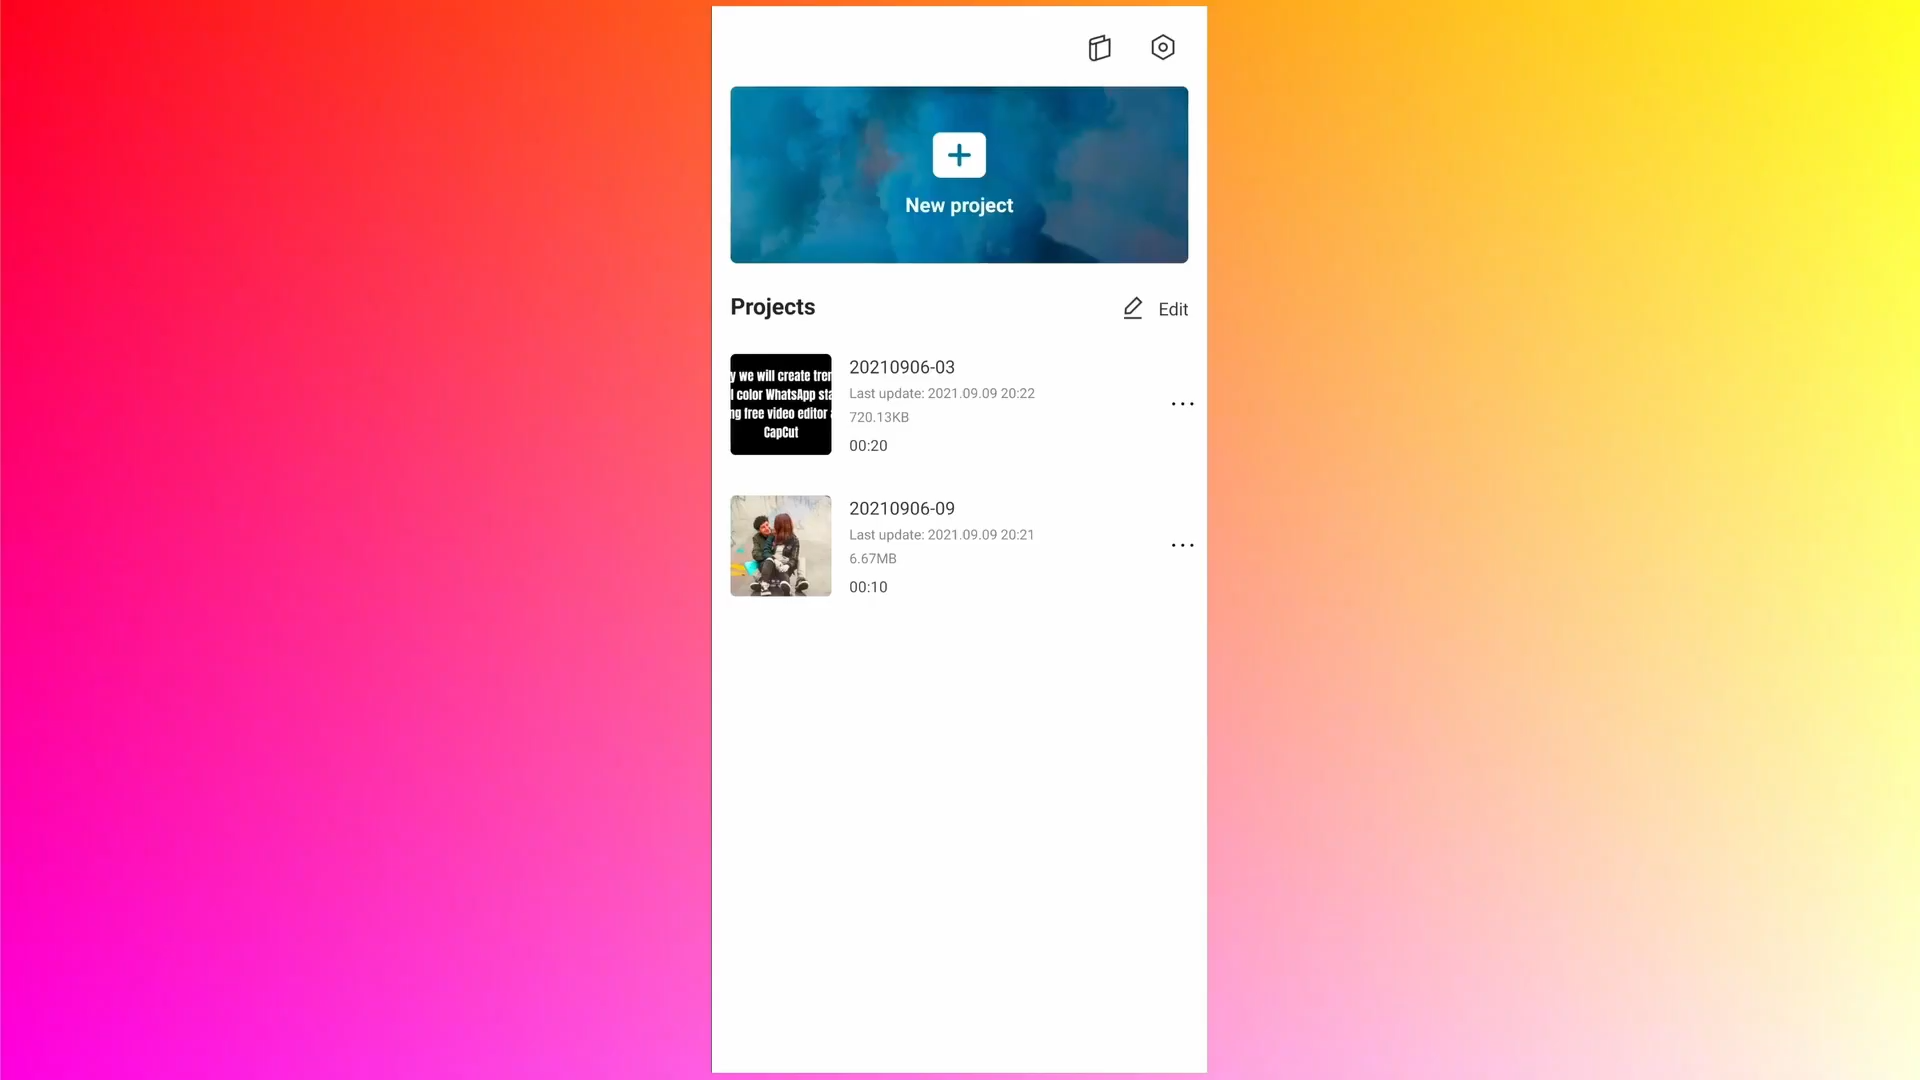 New project
Projects
Edit
y we will create tren
l color WhatsApp sta
ng free video editor
CapCut
20210906-03
Last update: 2021.09.09 20:22
720.13KB
00:20
20210906-09
Last update: 2021.09.09 20:21
6.67MB
00:10